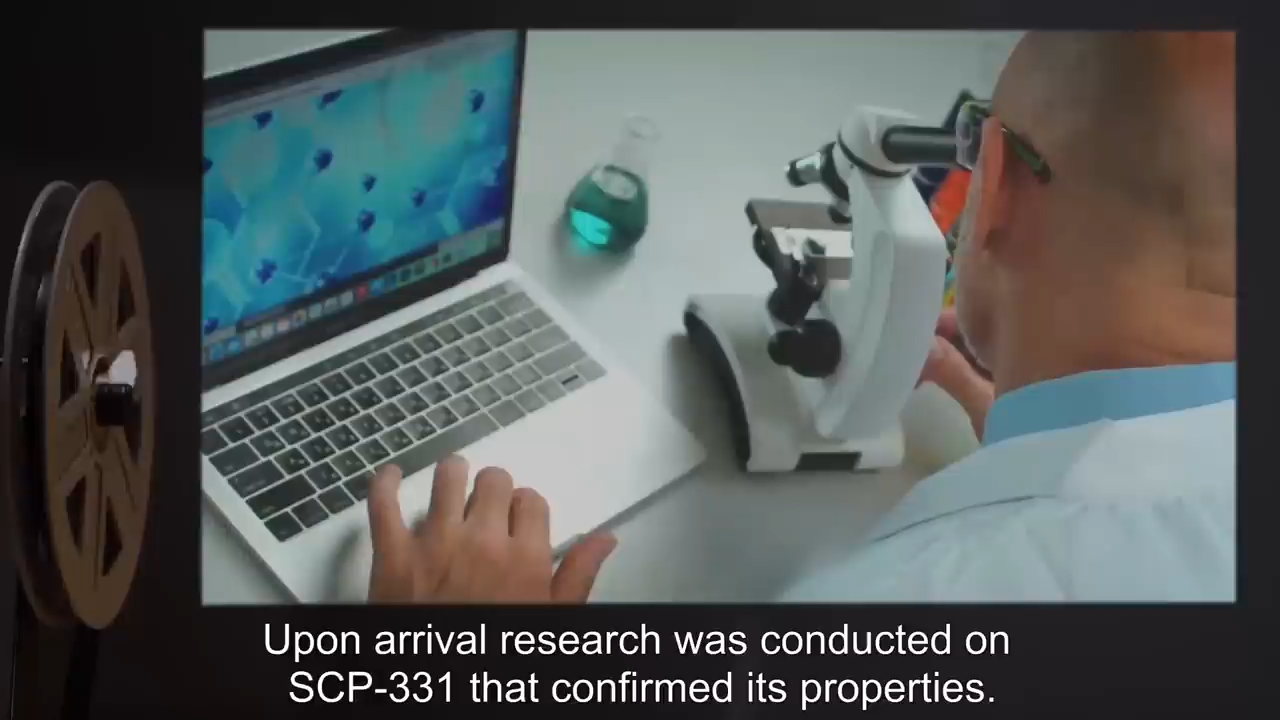 Upon arrival research was conducted on
SCP-331 that confirmed its properties.